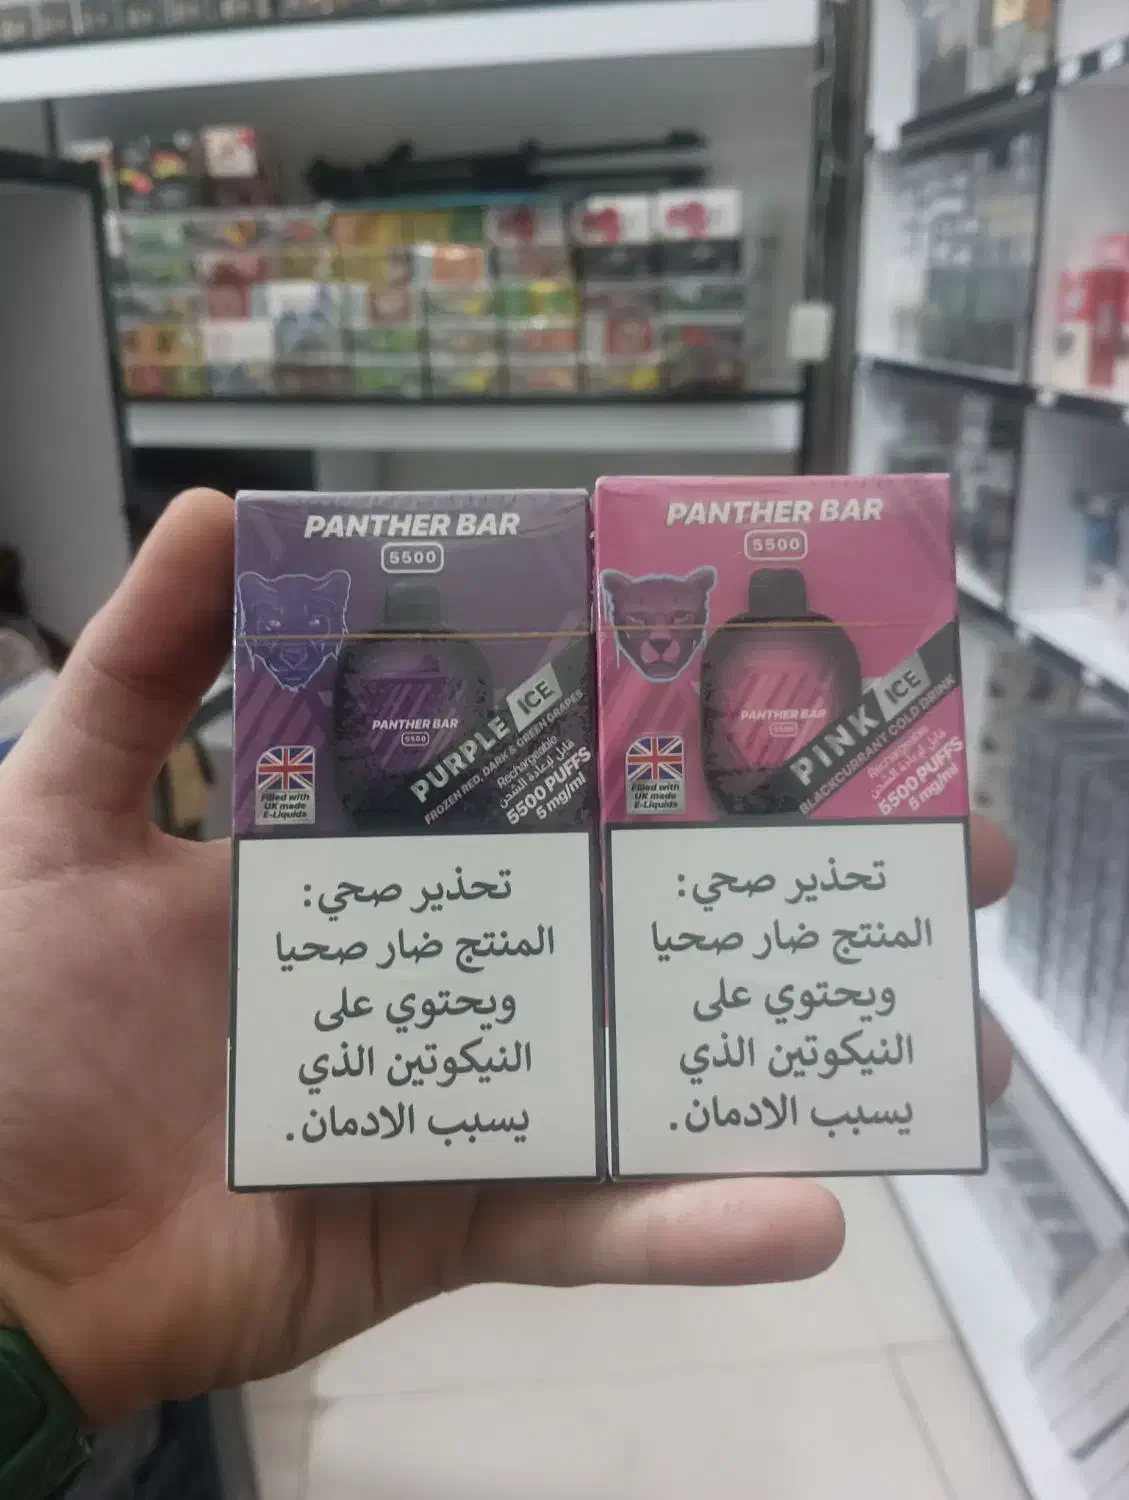 PANTHER BAR
5500
PANTHER BAR
5500
PURPLE ICE
FROZEN RED, DARK & GREEN GRAPES
Rechargeable
قابل لإعادة الشحن
5500 PUFFS
5 mg/ml
Filled with
UK made
E-Liquids
تحذير صحي:
المنتج ضار صحيا
ويحتوي على
النيكوتين الذي
يسبب الادمان.
PANTHER BAR
5500
PANTHER BAR
5500
PINK ICE
BLACKCURRANT COLD DRINK
Rechargeable
قابل لإعادة الشحن
5500 PUFFS
5 mg/ml
Filled with
UK made
E-Liquids
تحذير صحي:
المنتج ضار صحيا
ويحتوي على
النيكوتين الذي
يسبب الادمان.